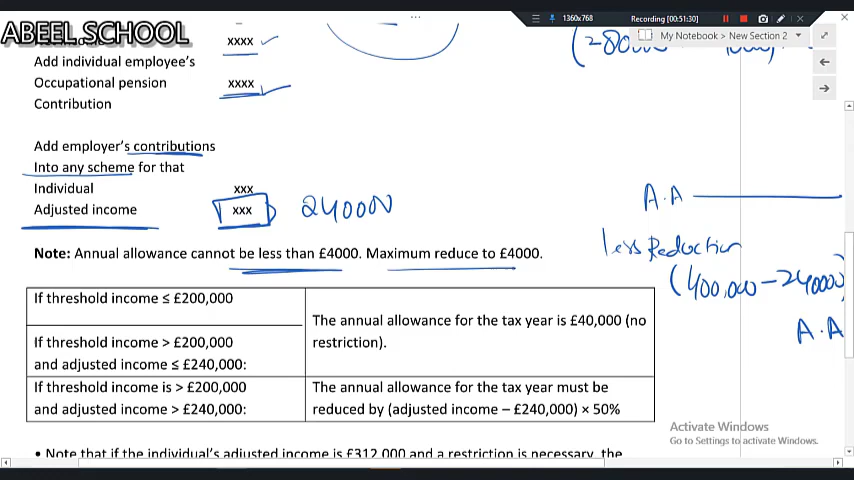 1360x768
Recording [00:51:30]
ABEEL SCHOOL
My Notebook > New Section 2
xxxx
Add individual employee's
Occupational pension
xxxx
Contribution
Add employer's contributions
Into any scheme for that
Individual
xxx
Adjusted income
xxx
240000
A.A
less Reduction
(400,000 - 240000)
A.A
Note: Annual allowance cannot be less than £4000. Maximum reduce to £4000.
If threshold income ≤ £200,000
If threshold income > £200,000
and adjusted income ≤ £240,000:
The annual allowance for the tax year is £40,000 (no
restriction).
If threshold income is > £200,000
and adjusted income > £240,000:
The annual allowance for the tax year must be
reduced by (adjusted income – £240,000) × 50%
Activate Windows
Go to Settings to activate Windows.
• Note that if the individual's adjusted income is £312,000 and a restriction is necessary, the